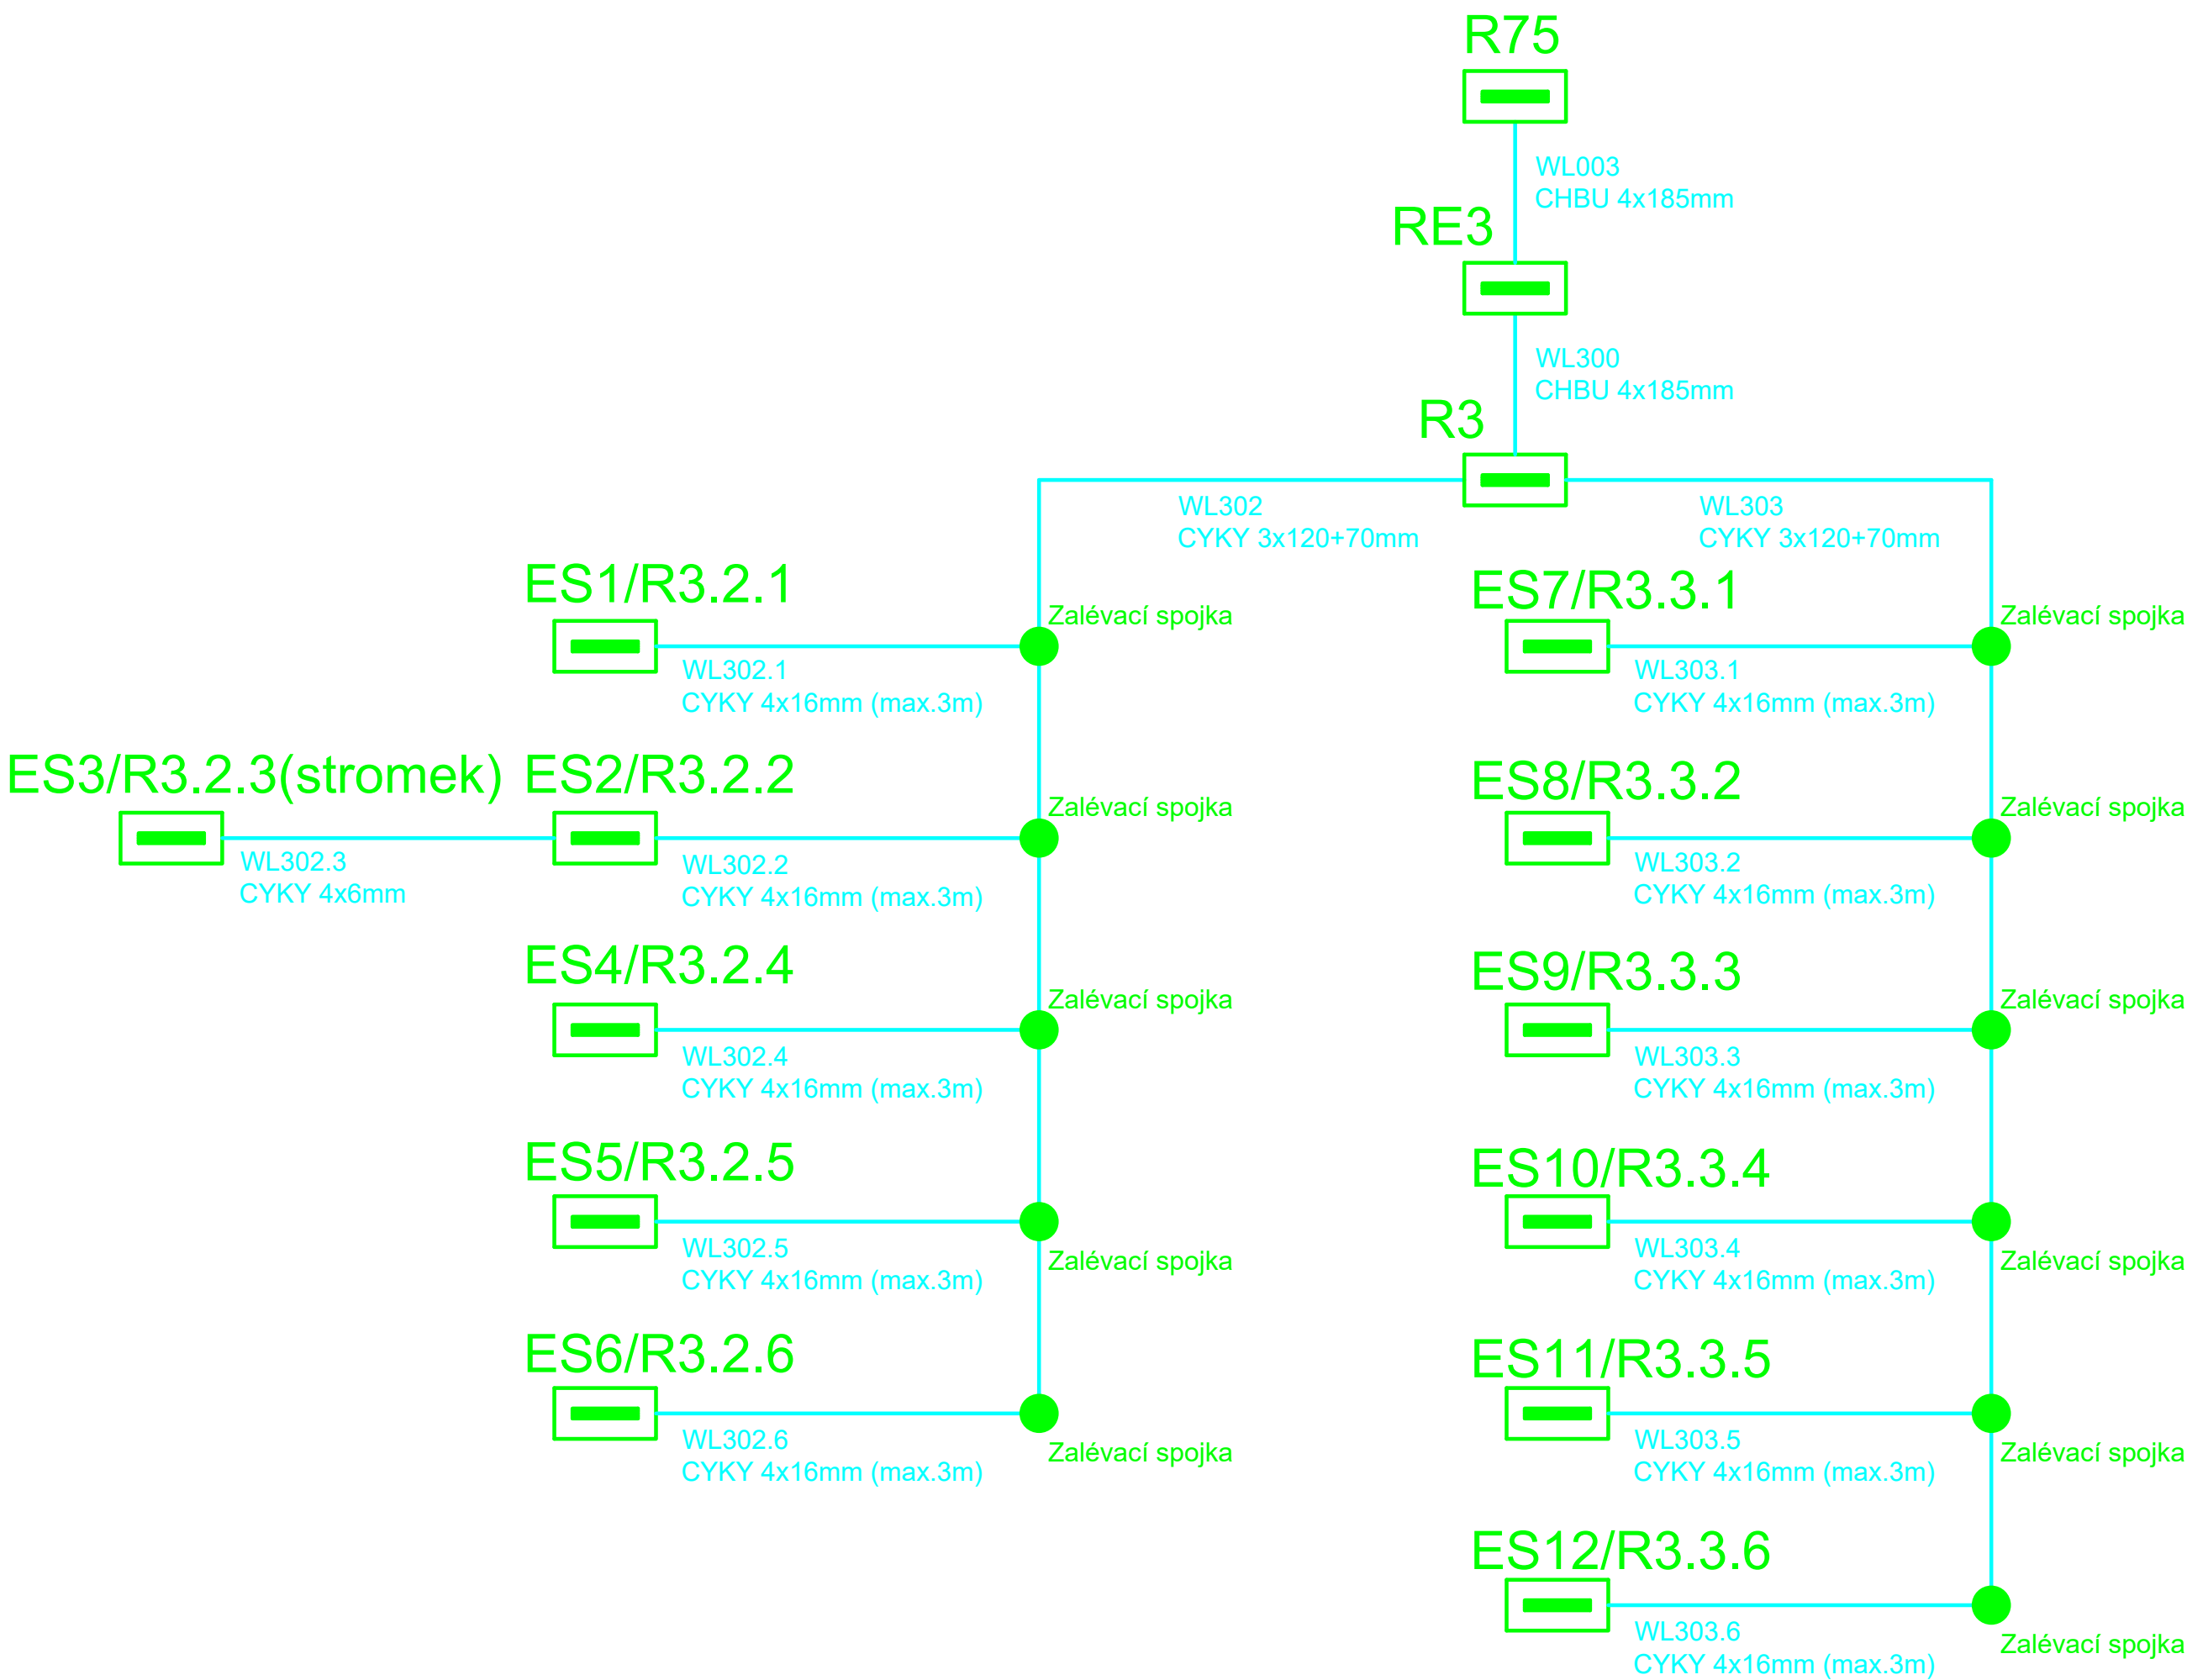 R75
WL003
CHBU 4x185mm
RE3
WL300
CHBU 4x185mm
R3
WL302
CYKY 3x120+70mm
WL303
CYKY 3x120+70mm
ES1/R3.2.1
Zalévací spojka
WL302.1
CYKY 4x16mm (max.3m)
ES7/R3.3.1
Zalévací spojka
WL303.1
CYKY 4x16mm (max.3m)
ES3/R3.2.3(stromek)
WL302.3
CYKY 4x6mm
ES2/R3.2.2
Zalévací spojka
WL302.2
CYKY 4x16mm (max.3m)
ES8/R3.3.2
Zalévací spojka
WL303.2
CYKY 4x16mm (max.3m)
ES4/R3.2.4
Zalévací spojka
WL302.4
CYKY 4x16mm (max.3m)
ES9/R3.3.3
Zalévací spojka
WL303.3
CYKY 4x16mm (max.3m)
ES5/R3.2.5
Zalévací spojka
WL302.5
CYKY 4x16mm (max.3m)
ES10/R3.3.4
Zalévací spojka
WL303.4
CYKY 4x16mm (max.3m)
ES6/R3.2.6
Zalévací spojka
WL302.6
CYKY 4x16mm (max.3m)
ES11/R3.3.5
Zalévací spojka
WL303.5
CYKY 4x16mm (max.3m)
ES12/R3.3.6
Zalévací spojka
WL303.6
CYKY 4x16mm (max.3m)